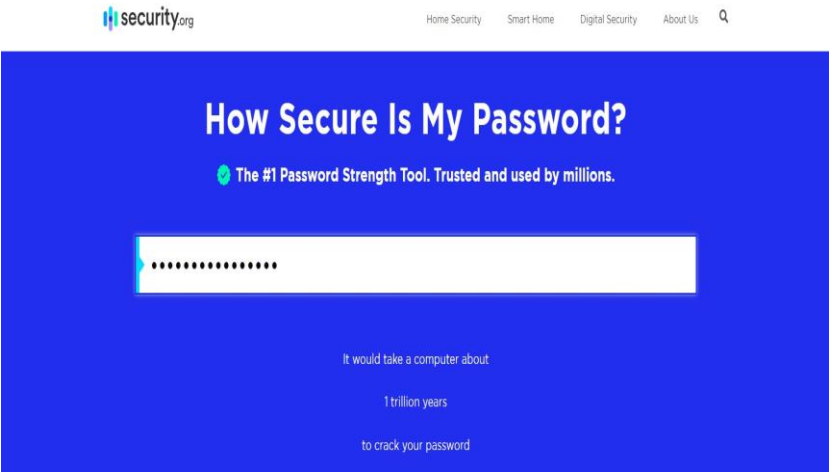 security.org
Home Security Smart Home Digital Security About Us
How Secure Is My Password?
The #1 Password Strength Tool. Trusted and used by millions.
••••••••••••••••
It would take a computer about
1 trillion years
to crack your password